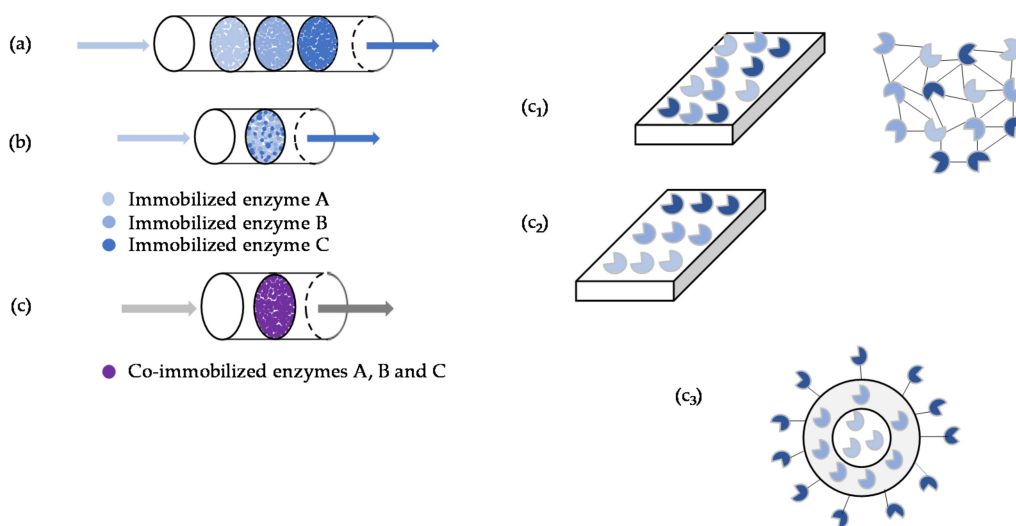 (a)
(b)
Immobilized enzyme A
Immobilized enzyme B
Immobilized enzyme C
(c)
Co-immobilized enzymes A, B and C
(c1)
(c2)
(c3)